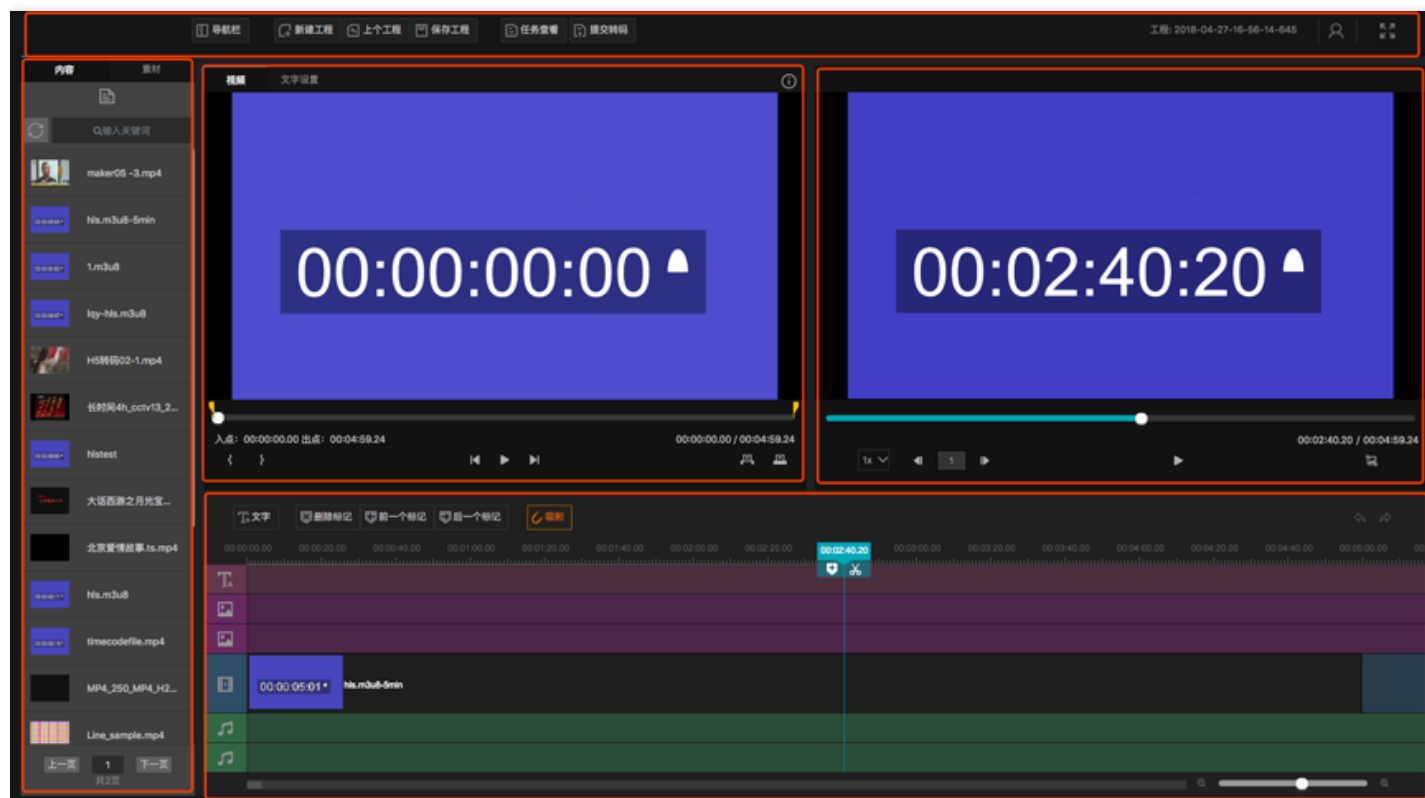 导航栏 新建工程 上个工程 保存工程 任务查看 提交转码 工程: 2018-04-27-16-56-14-645
内容 素材
输入关键词
maker05 -3.mp4
hls.m3u8-5min
1.m3u8
lqy-hls.m3u8
H5转码02-1.mp4
长时间4h_cctv13_2...
hlstest
大话西游之月光宝...
北京爱情故事.ts.mp4
hls.m3u8
timecodefile.mp4
MP4_250_MP4_H2...
Line_sample.mp4
上一页 1 下一页
共2页
视频 文字设置
00:00:00:00
入点: 00:00:00.00 出点: 00:04:59.24 00:00:00.00 / 00:04:59.24
{ }
00:02:40:20
00:02:40.20 / 00:04:59.24
1x 1
文字 删除标记 前一个标记 后一个标记 吸附
00:00:00.00 00:00:20.00 00:00:40.00 00:01:00.00 00:01:20.00 00:01:40.00 00:02:00.00 00:02:20.00 00:02:40.20 00:03:00.00 00:03:20.00 00:03:40.00 00:04:00.00 00:04:20.00 00:04:40.00 00:05:00.00 00
00:00:05:01 hls.m3u8-5min